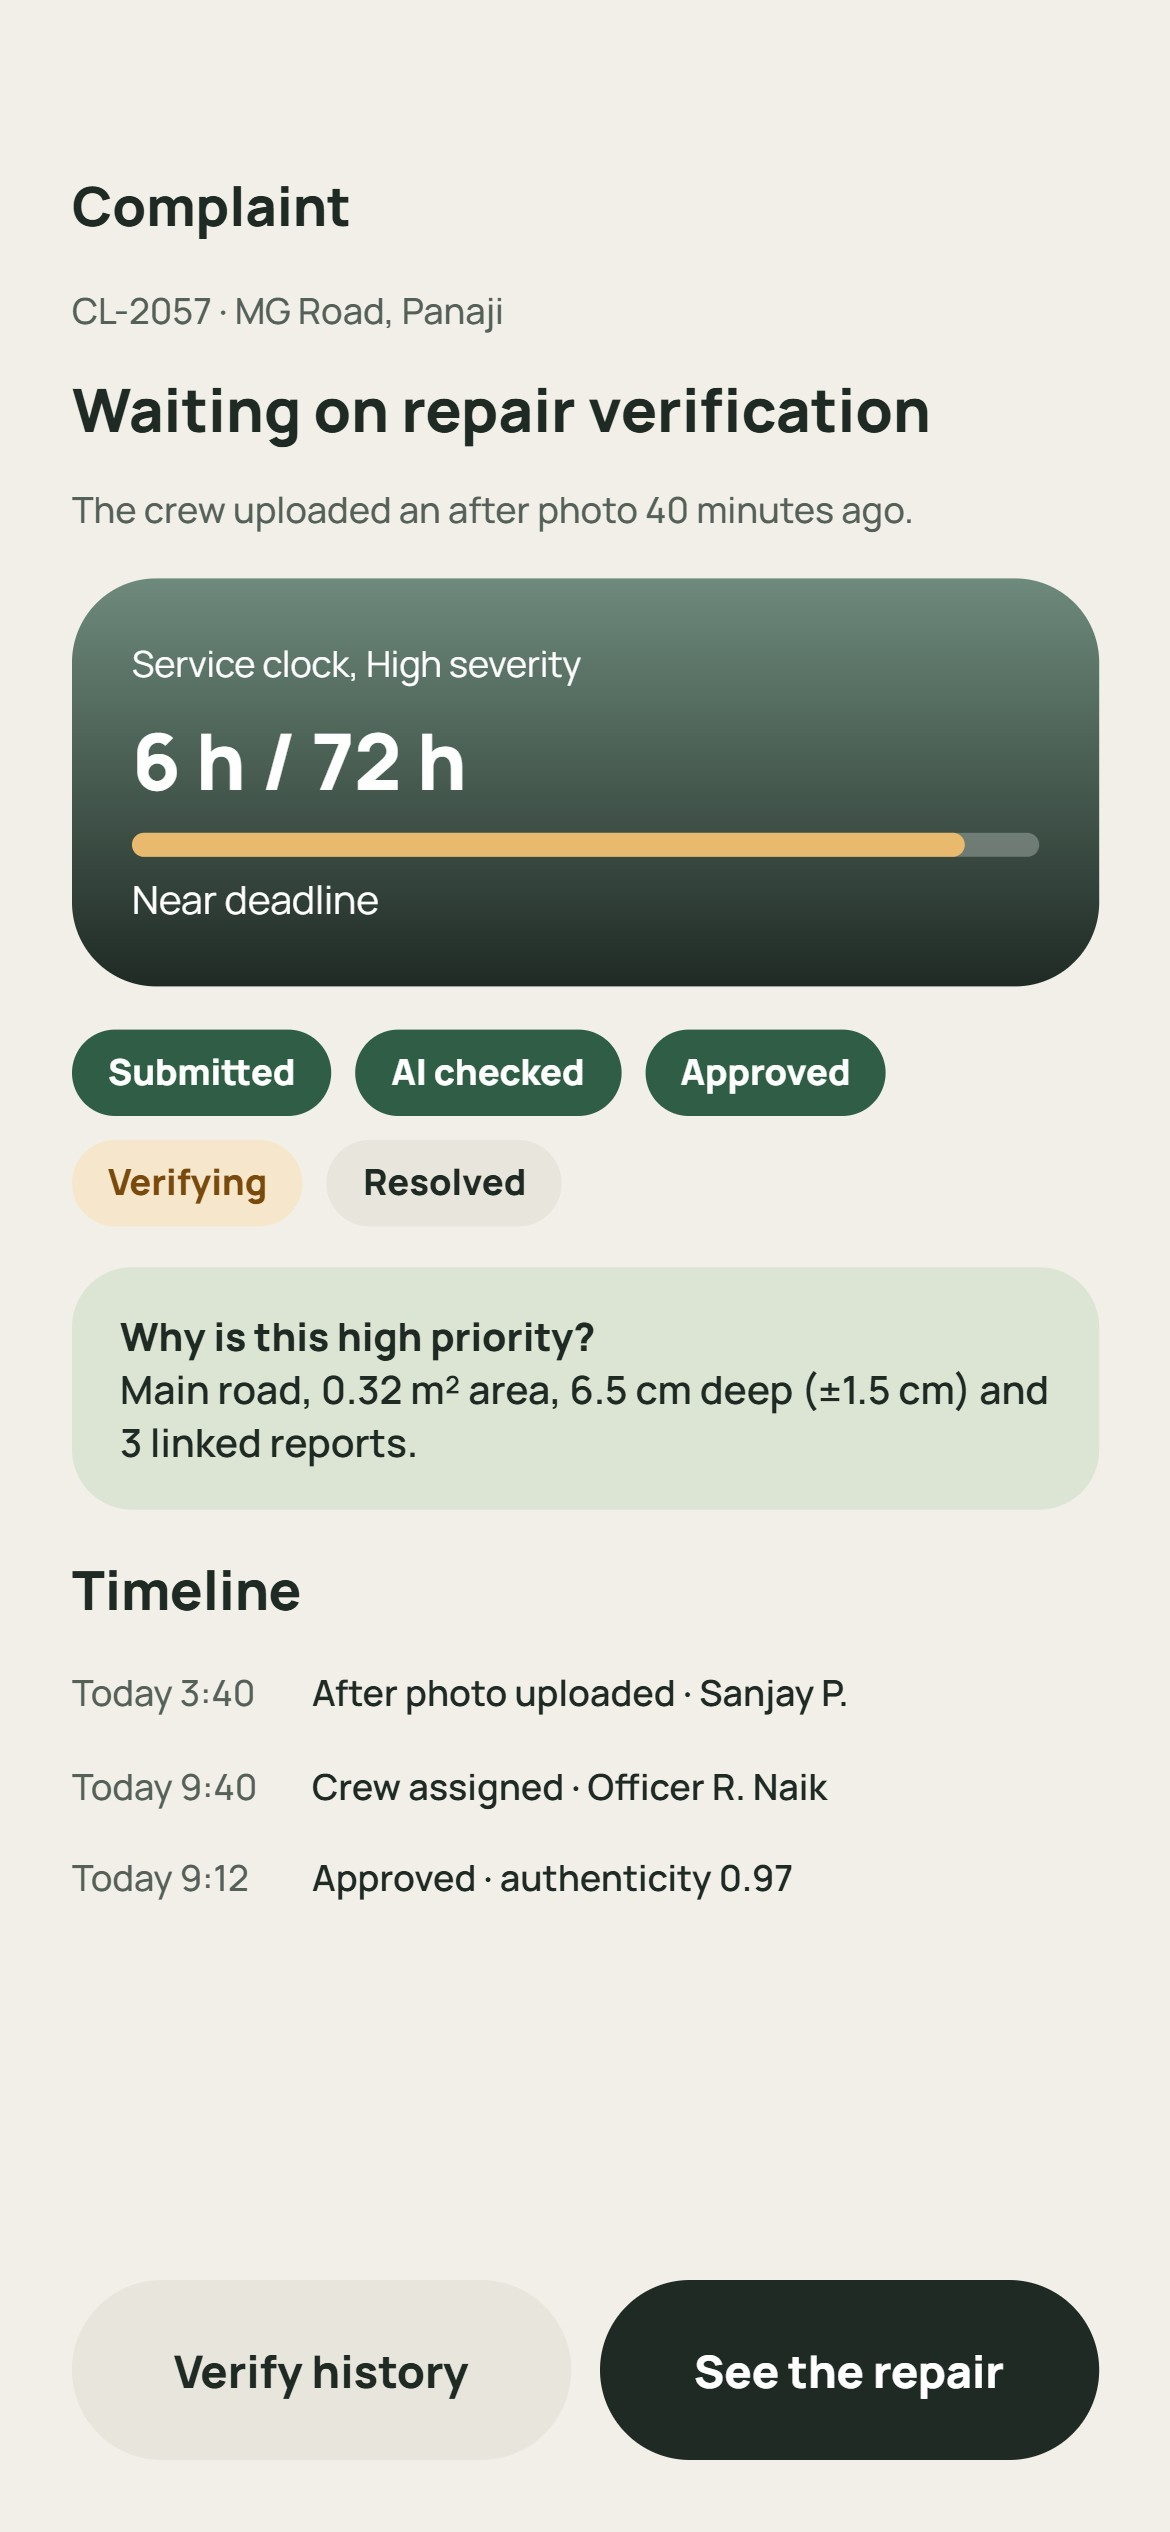 Complaint
CL-2057 · MG Road, Panaji
Waiting on repair verification
The crew uploaded an after photo 40 minutes ago.
Service clock, High severity
6 h / 72 h
Near deadline
Submitted AI checked Approved
Verifying Resolved
Why is this high priority?
Main road, 0.32 m² area, 6.5 cm deep (±1.5 cm) and
3 linked reports.
Timeline
Today 3:40 After photo uploaded · Sanjay P.
Today 9:40 Crew assigned · Officer R. Naik
Today 9:12 Approved · authenticity 0.97
Verify history See the repair